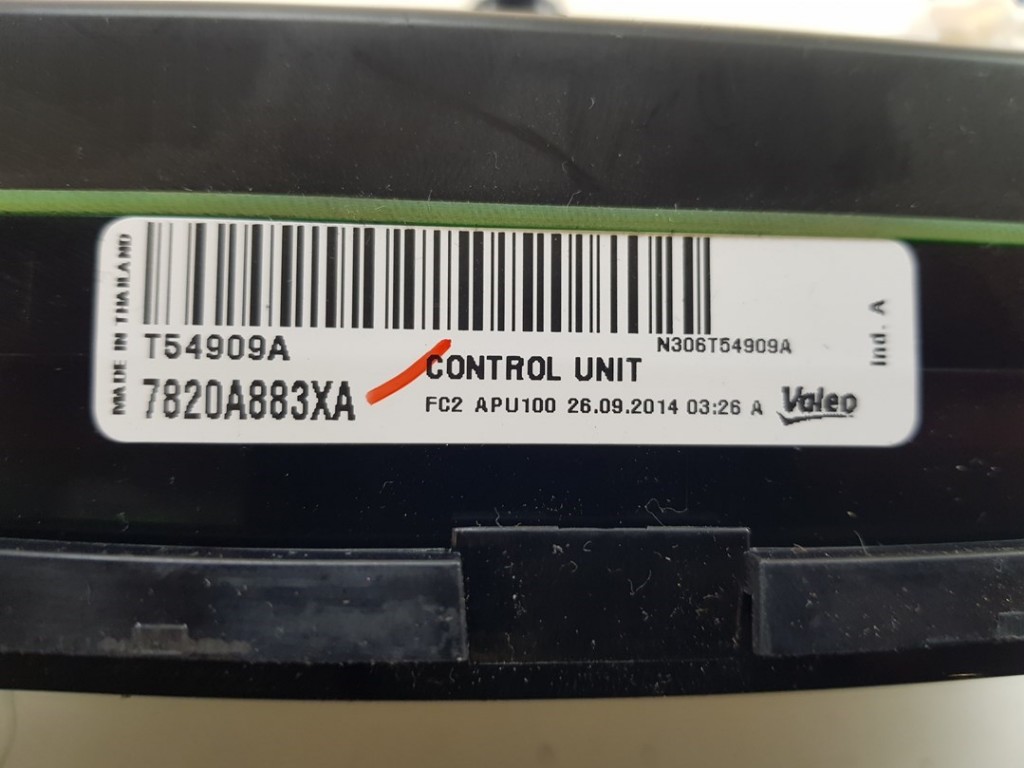 MADE IN THAILAND
T54909A
N306T54909A
7820A883XA
CONTROL UNIT
FC2 APU100 26.09.2014 03:26 A
Valeo
Ind. A